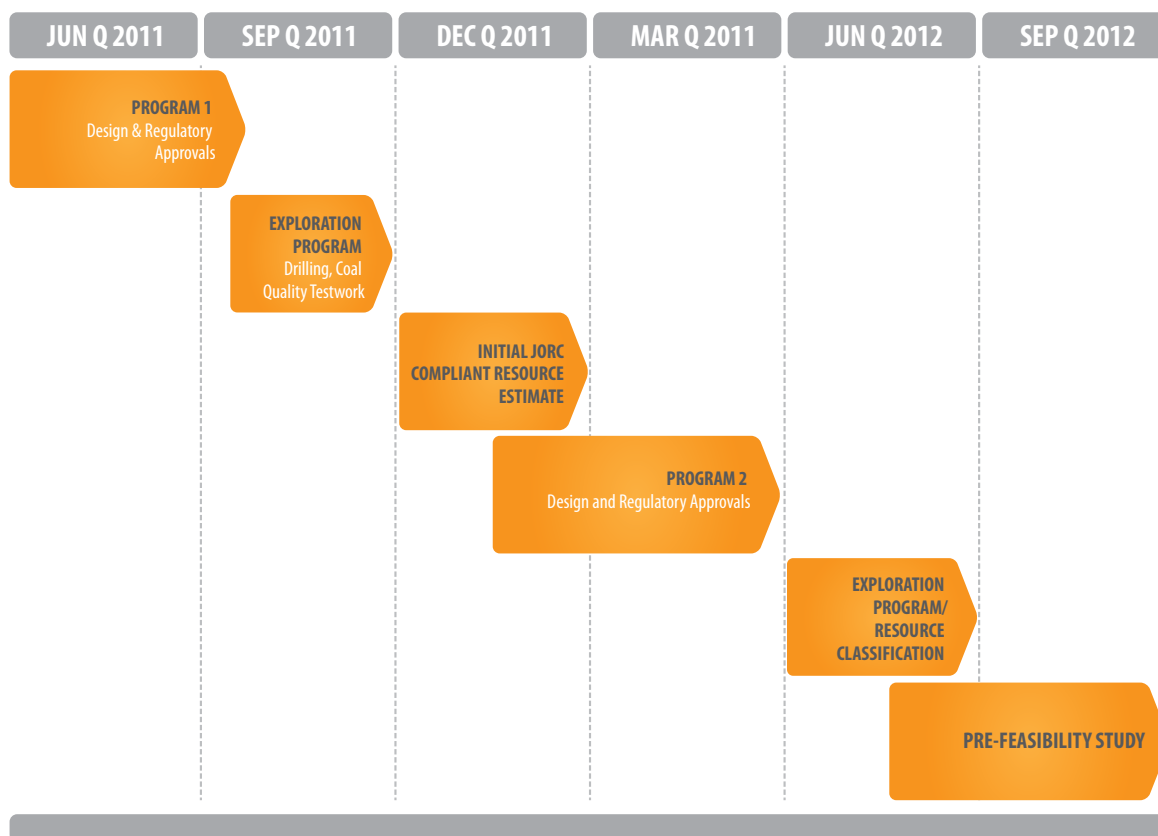 JUN Q 2011 SEP Q 2011 DEC Q 2011 MAR Q 2011 JUN Q 2012 SEP Q 2012
PROGRAM 1
Design & Regulatory
Approvals
EXPLORATION
PROGRAM
Drilling, Coal
Quality Testwork
INITIAL JORC
COMPLIANT RESOURCE
ESTIMATE
PROGRAM 2
Design and Regulatory Approvals
EXPLORATION
PROGRAM/
RESOURCE
CLASSIFICATION
PRE-FEASIBILITY STUDY